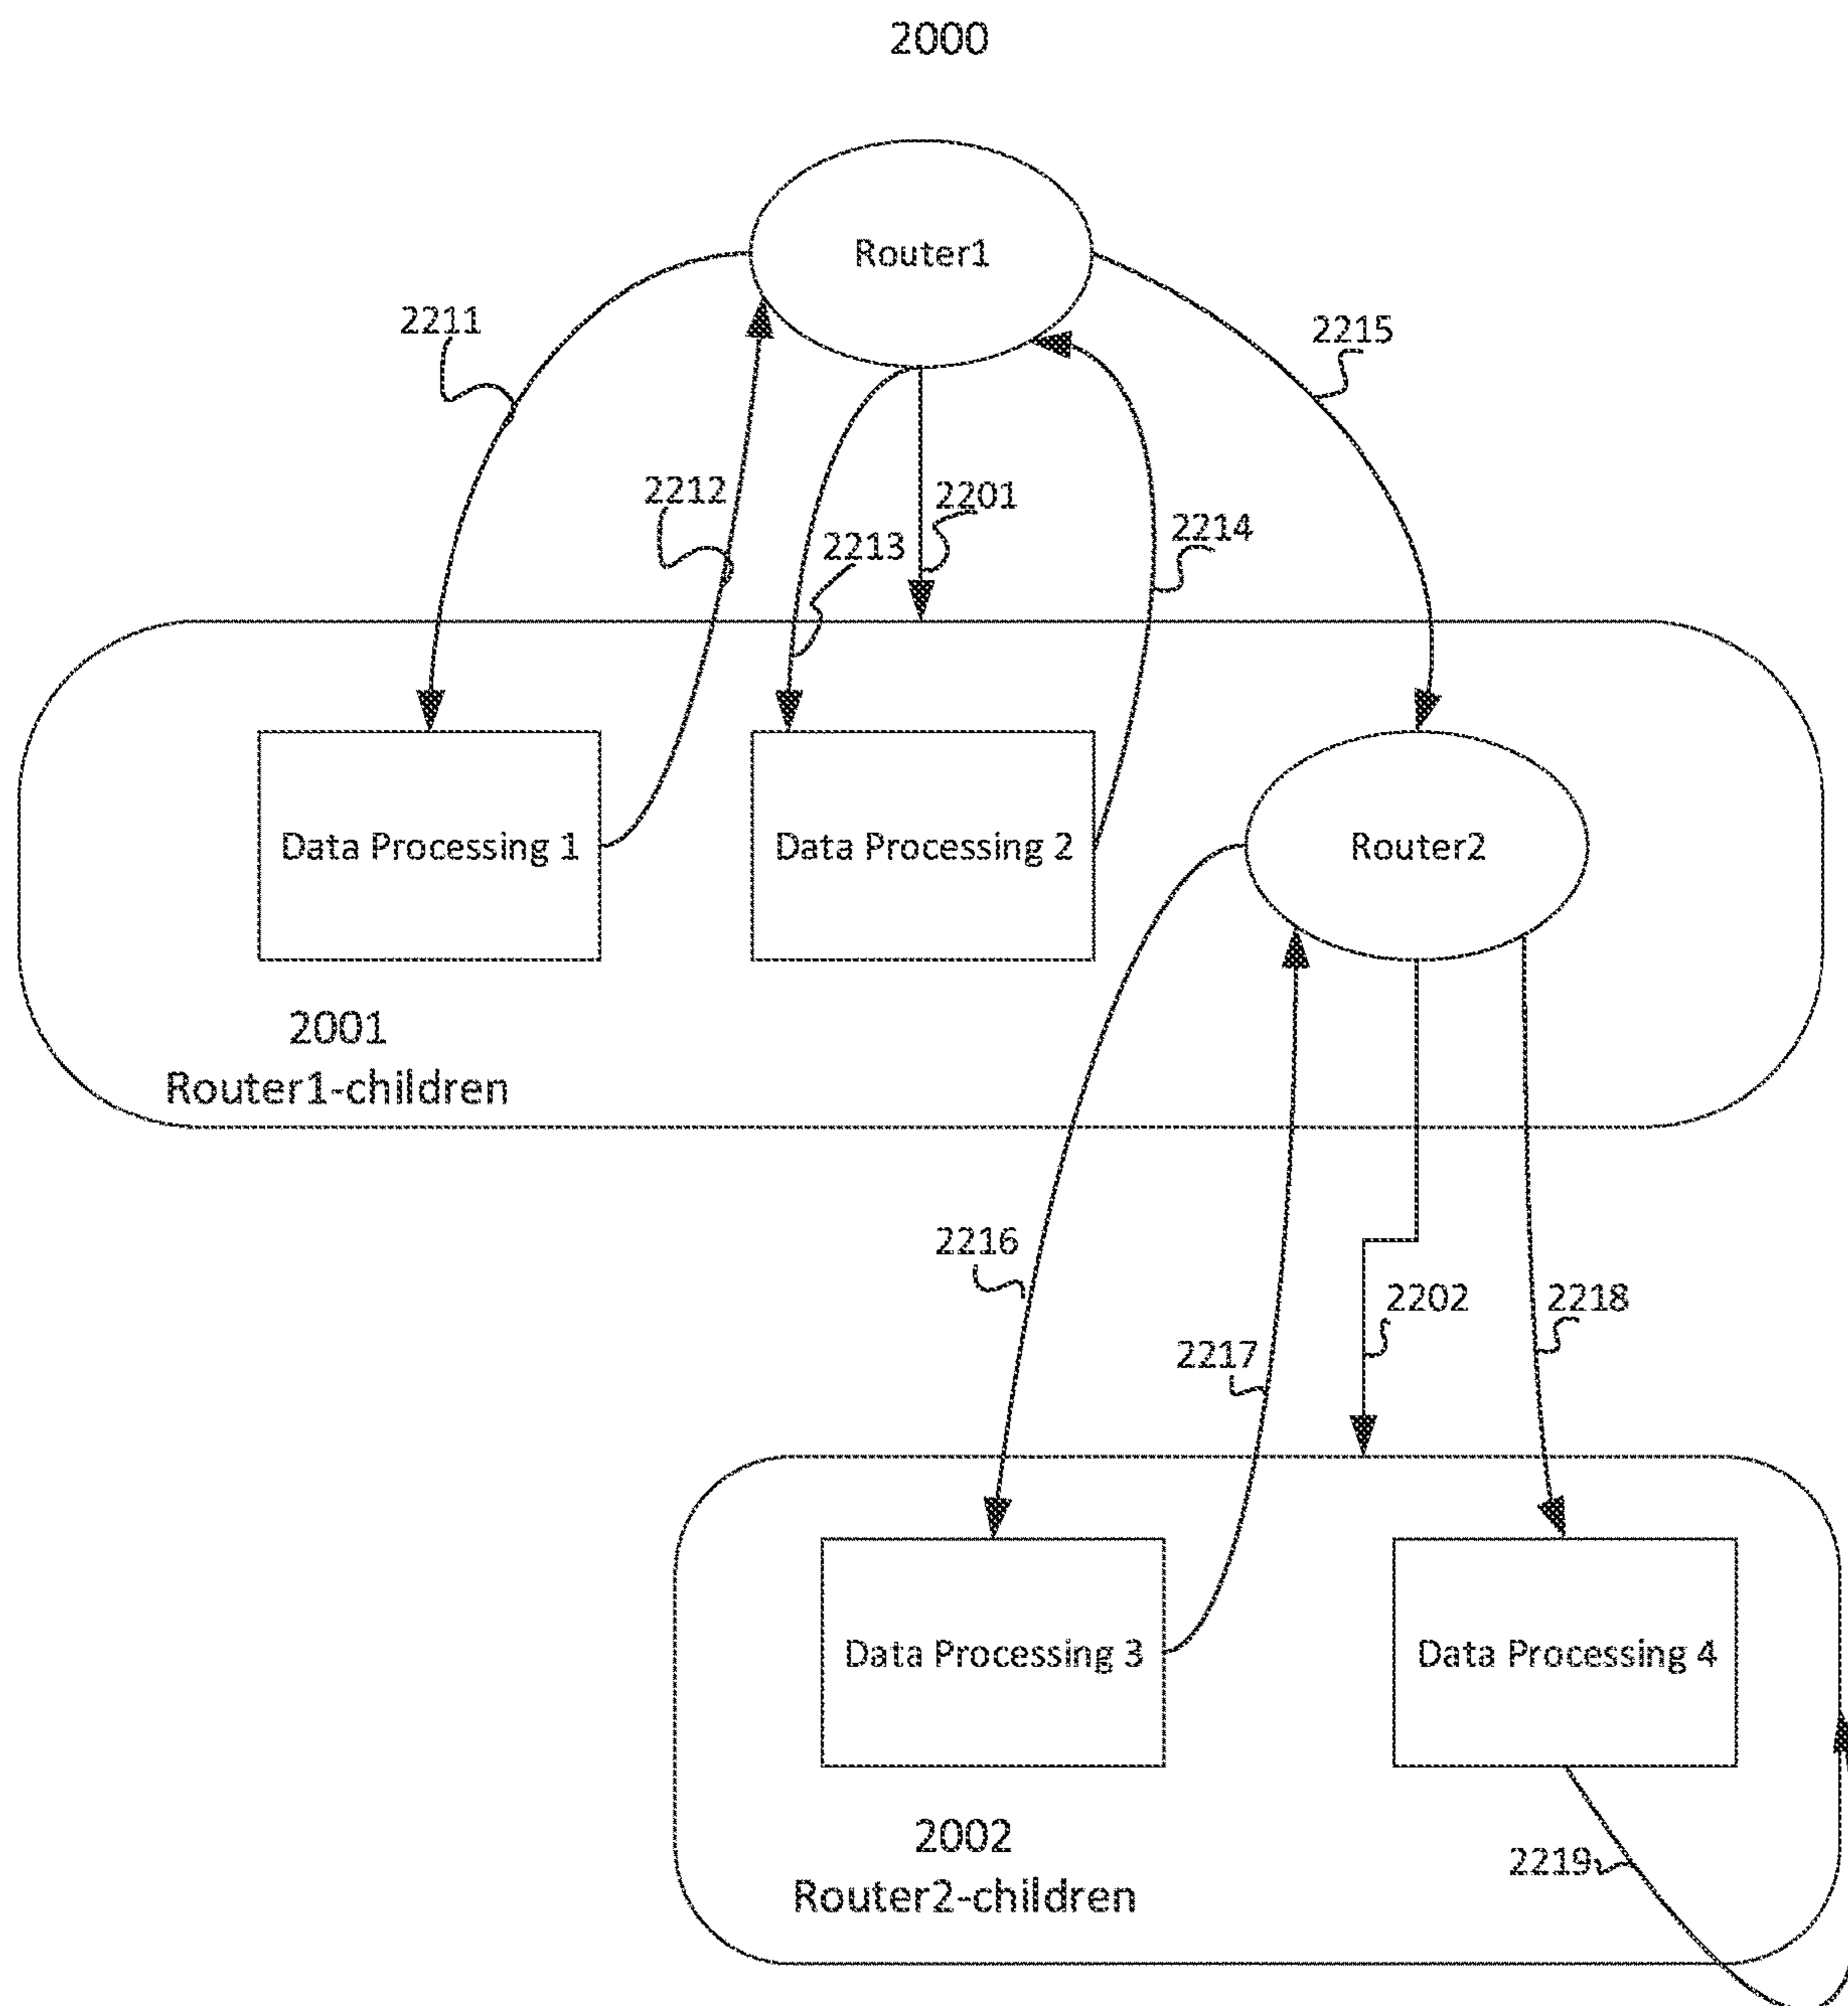 2000
Router1
2211
2215
2212
2201
2213
2214
Data Processing 1
Data Processing 2
Router2
2001
Router1-children
2216
2202
2218
2217
Data Processing 3
Data Processing 4
2002
2219
Router2-children